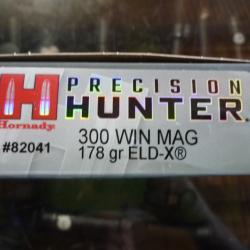 PRECISION
HUNTER
Hornady
#82041
300 WIN MAG
178 gr ELD-X®